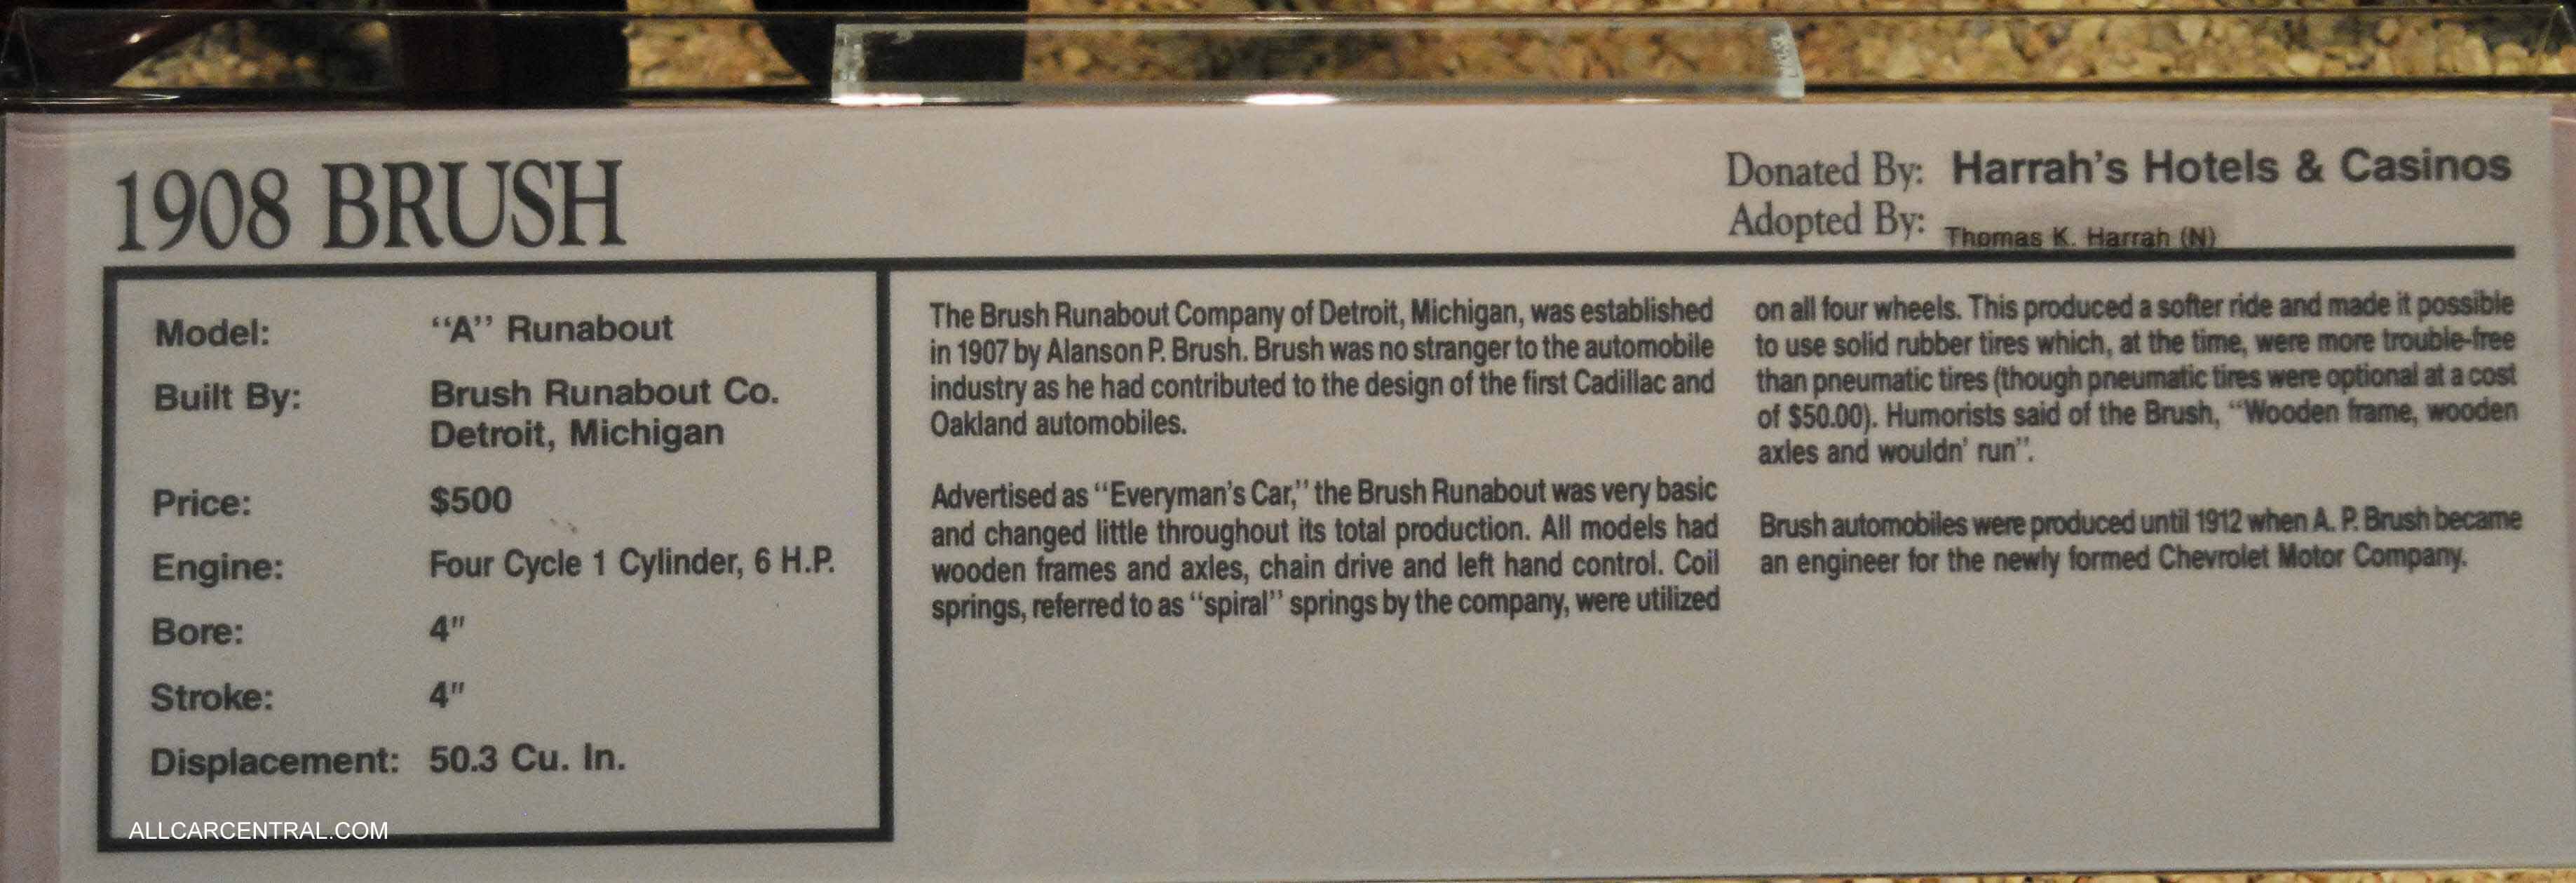 1908 BRUSH
Donated By: Harrah's Hotels & Casinos
Adopted By: Thomas K. Harrah (N)
Model: "A" Runabout
Built By: Brush Runabout Co.
Detroit, Michigan
Price: $500
Engine: Four Cycle 1 Cylinder, 6 H.P.
Bore: 4"
Stroke: 4"
Displacement: 50.3 Cu. In.
The Brush Runabout Company of Detroit, Michigan, was established
in 1907 by Alanson P. Brush. Brush was no stranger to the automobile
industry as he had contributed to the design of the first Cadillac and
Oakland automobiles.
Advertised as "Everyman's Car," the Brush Runabout was very basic
and changed little throughout its total production. All models had
wooden frames and axles, chain drive and left hand control. Coil
springs, referred to as "spiral" springs by the company, were utilized
on all four wheels. This produced a softer ride and made it possible
to use solid rubber tires which, at the time, were more trouble-free
than pneumatic tires (though pneumatic tires were optional at a cost
of $50.00). Humorists said of the Brush, "Wooden frame, wooden
axles and wouldn' run".
Brush automobiles were produced until 1912 when A. P. Brush became
an engineer for the newly formed Chevrolet Motor Company.
ALLCARCENTRAL.COM